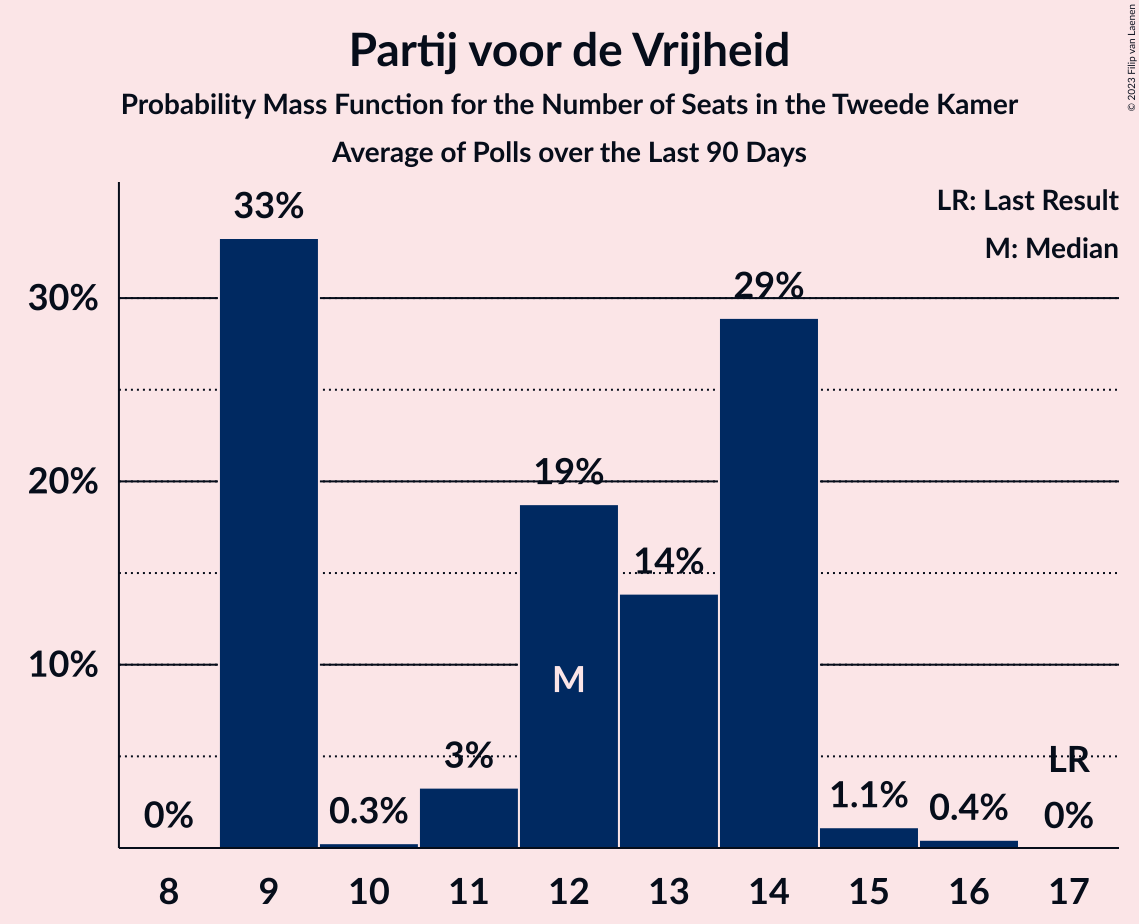 Partij voor de Vrijheid
Probability Mass Function for the Number of Seats in the Tweede Kamer
Average of Polls over the Last 90 Days
© 2023 Filip van Laenen
LR: Last Result
M: Median
30%
20%
10%
0%
33%
0.3%
3%
19%
M
14%
29%
1.1%
0.4%
LR
0%
8 9 10 11 12 13 14 15 16 17